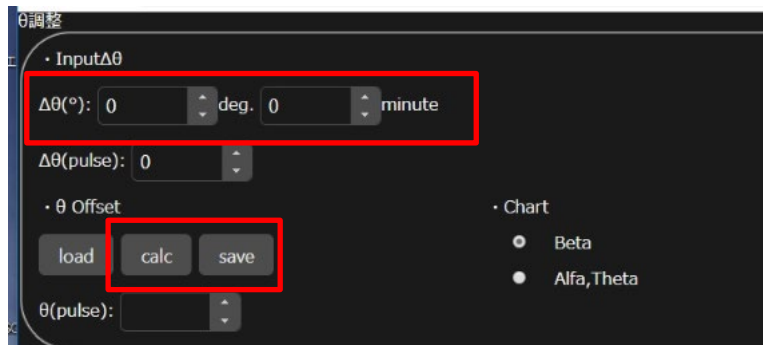 θ調整
・InputΔθ
Δθ(°): 0 deg. 0 minute
Δθ(pulse): 0
・θ Offset
・Chart
load calc save
Beta
Alfa,Theta
θ(pulse):